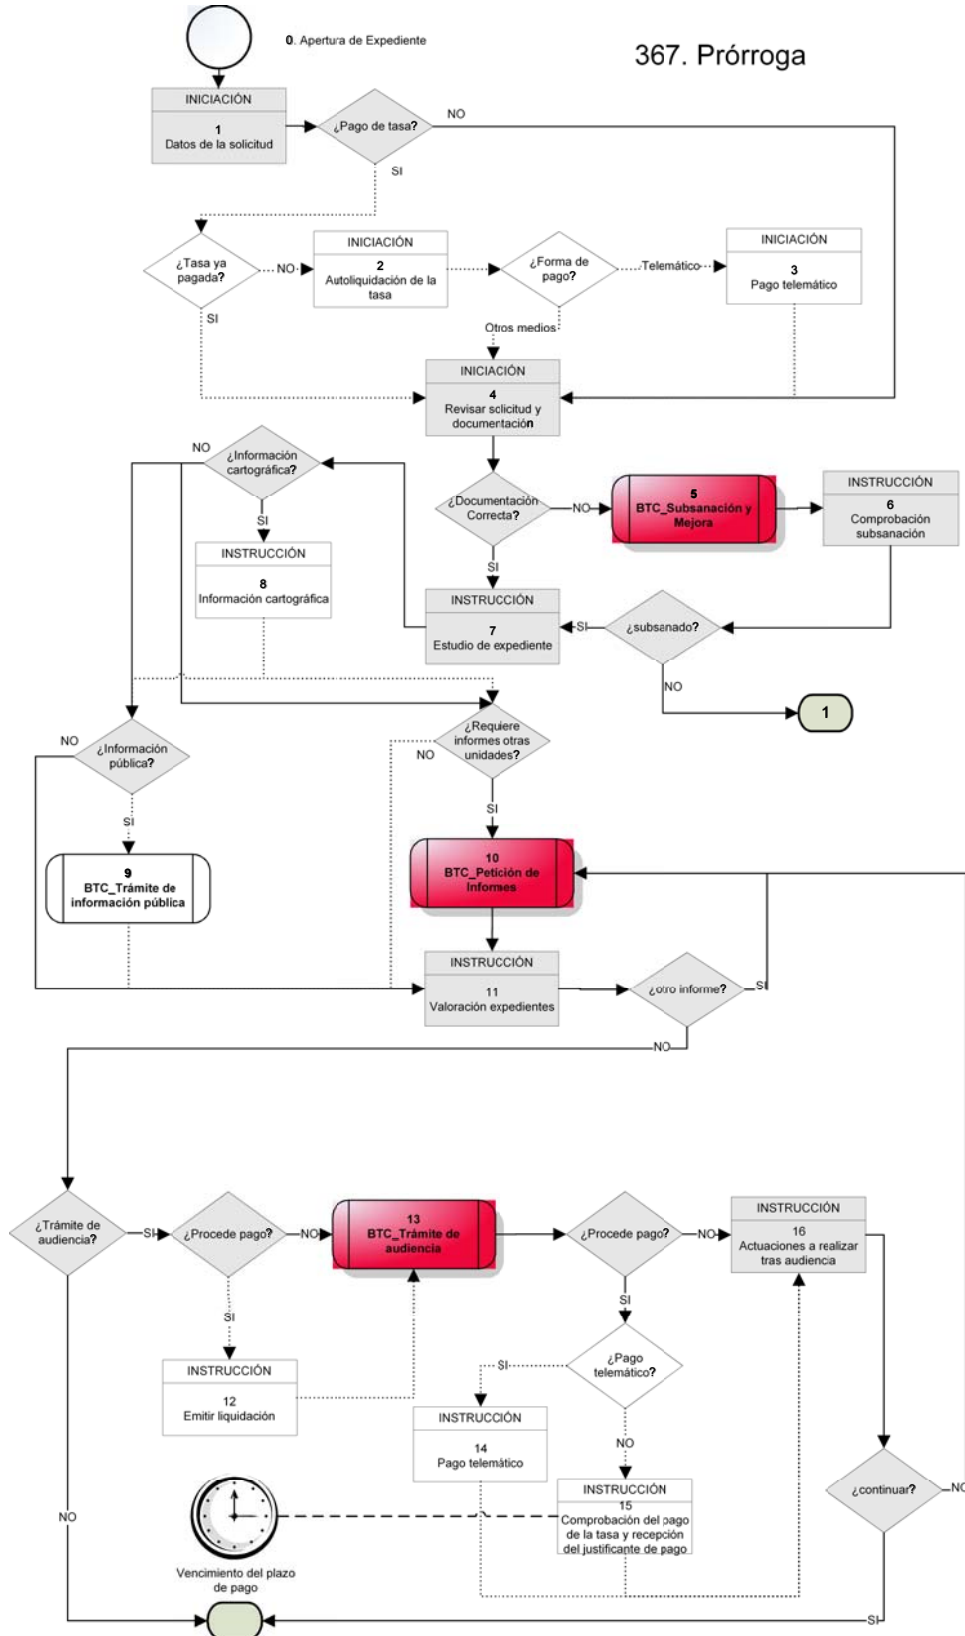 0. Apertura de Expediente
367. Prórroga
INICIACIÓN
1
Datos de la solicitud
¿Pago de tasa?
NO
SI
¿Tasa ya
pagada?
NO
INICIACIÓN
2
Autoliquidación de la
tasa
¿Forma de
pago?
Telemático
INICIACIÓN
3
Pago telemático
SI
Otros medios
INICIACIÓN
4
Revisar solicitud y
documentación
NO
¿Información
cartográfica?
SI
¿Documentación
Correcta?
NO
5
BTC_Subsanación y
Mejora
INSTRUCCIÓN
6
Comprobación
subsanación
INSTRUCCIÓN
8
Información cartográfica
SI
INSTRUCCIÓN
7
Estudio de expediente
SI
¿subsanado?
NO
1
NO
¿Información
pública?
SI
¿Requiere
informes otras
unidades?
NO
SI
9
BTC_Trámite de
información pública
10
BTC_Petición de
Informes
INSTRUCCIÓN
11
Valoración expedientes
¿otro informe?
SI
NO
¿Trámite de
audiencia?
SI
¿Procede pago?
NO
13
BTC_Trámite de
audiencia
¿Procede pago?
NO
INSTRUCCIÓN
16
Actuaciones a realizar
tras audiencia
SI
SI
INSTRUCCIÓN
12
Emitir liquidación
SI
¿Pago
telemático?
INSTRUCCIÓN
14
Pago telemático
NO
INSTRUCCIÓN
15
Comprobación del pago
de la tasa y recepción
del justificante de pago
¿continuar?
NO
NO
Vencimiento del plazo
de pago
SI